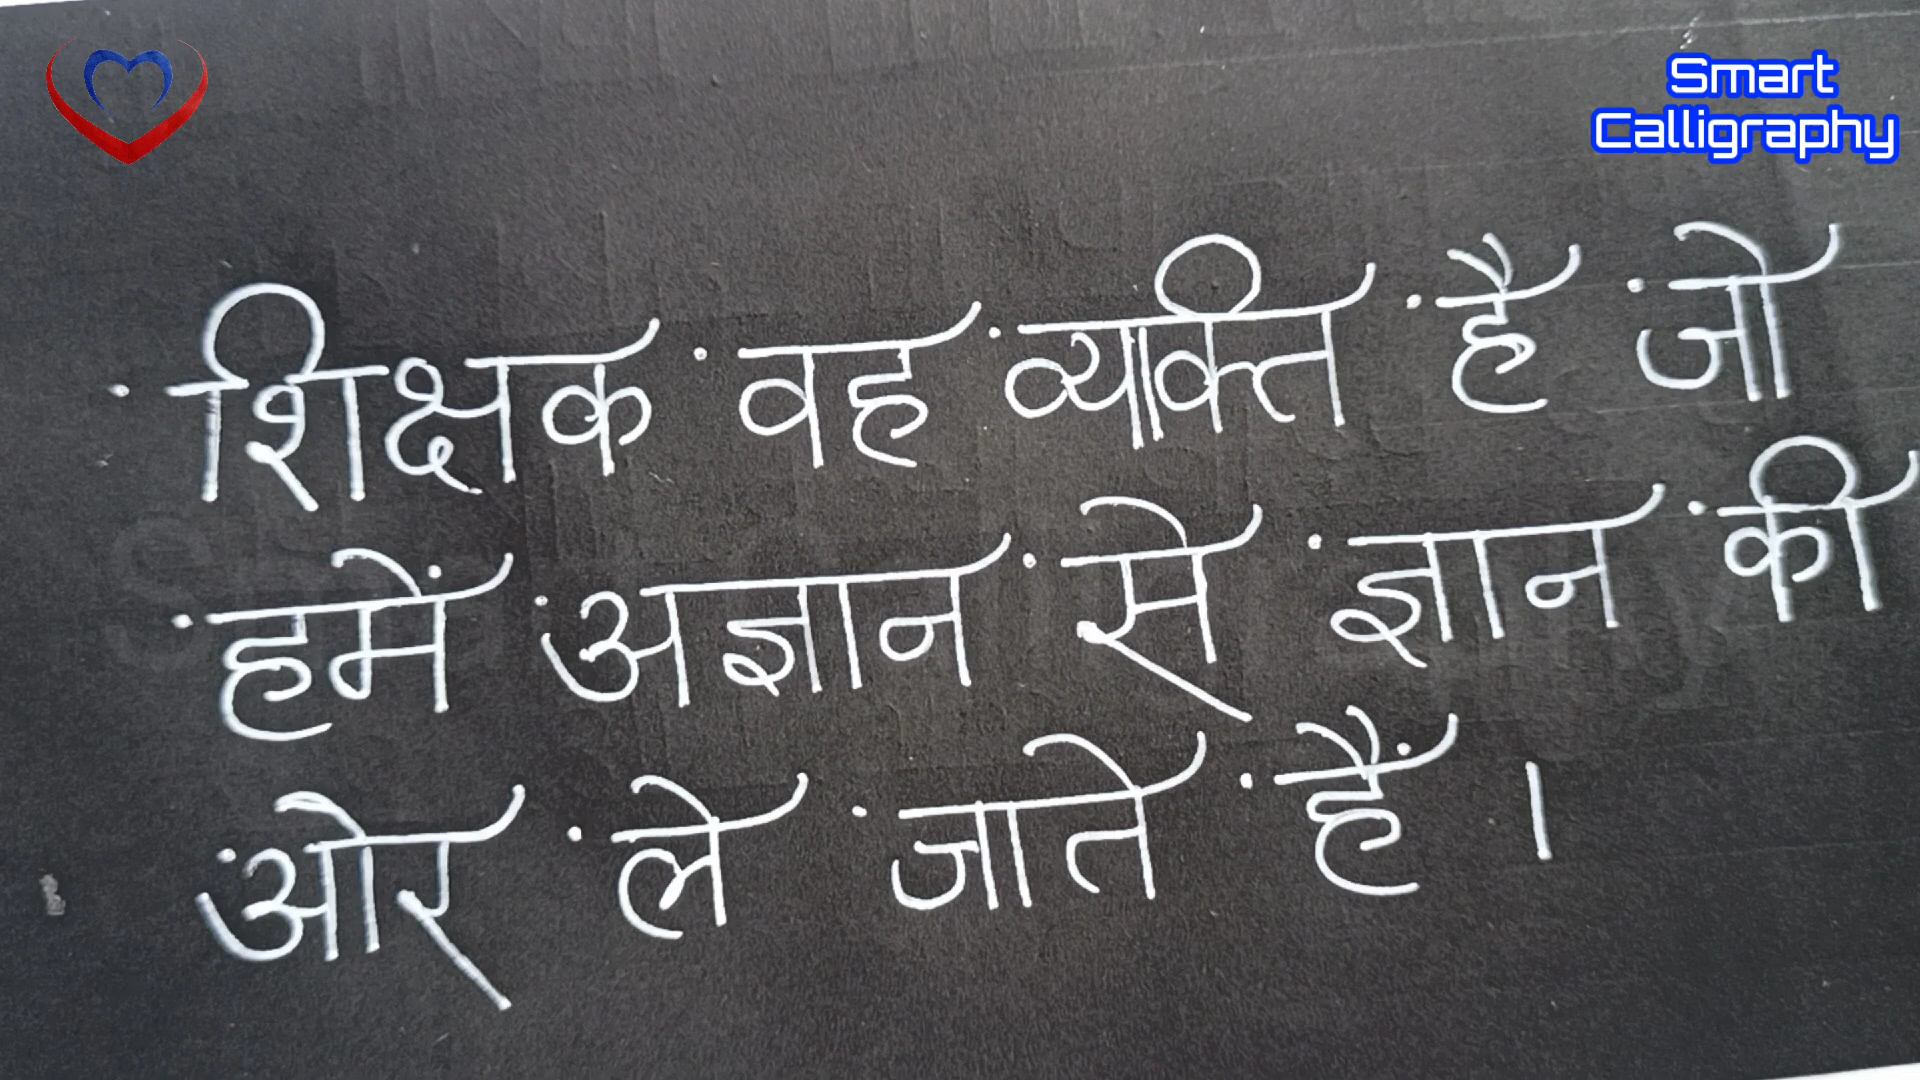 Smart
Calligraphy
शिक्षक वह व्यक्ति है जो
हमें अज्ञान से ज्ञान की
ओर ले जाते हैं।